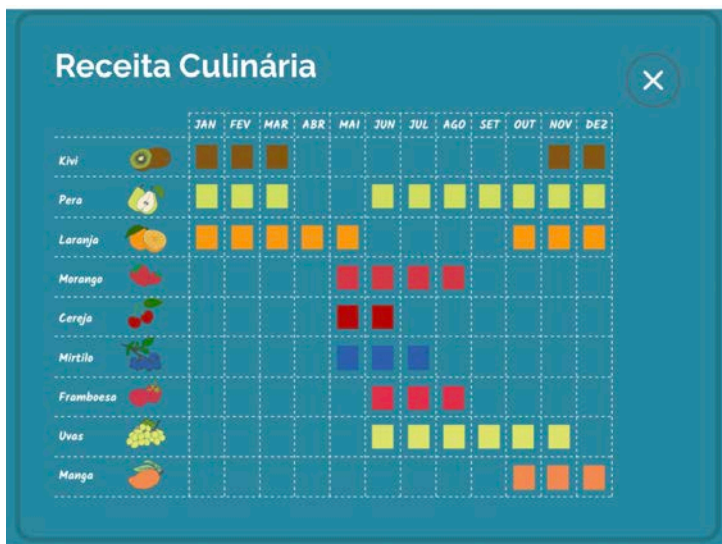 Receita Culinária
JAN FEV MAR ABR MAI JUN JUL AGO SET OUT NOV DEZ
Kivi
Pera
Laranja
Morango
Cereja
Mirtilo
Framboesa
Uvas
Manga